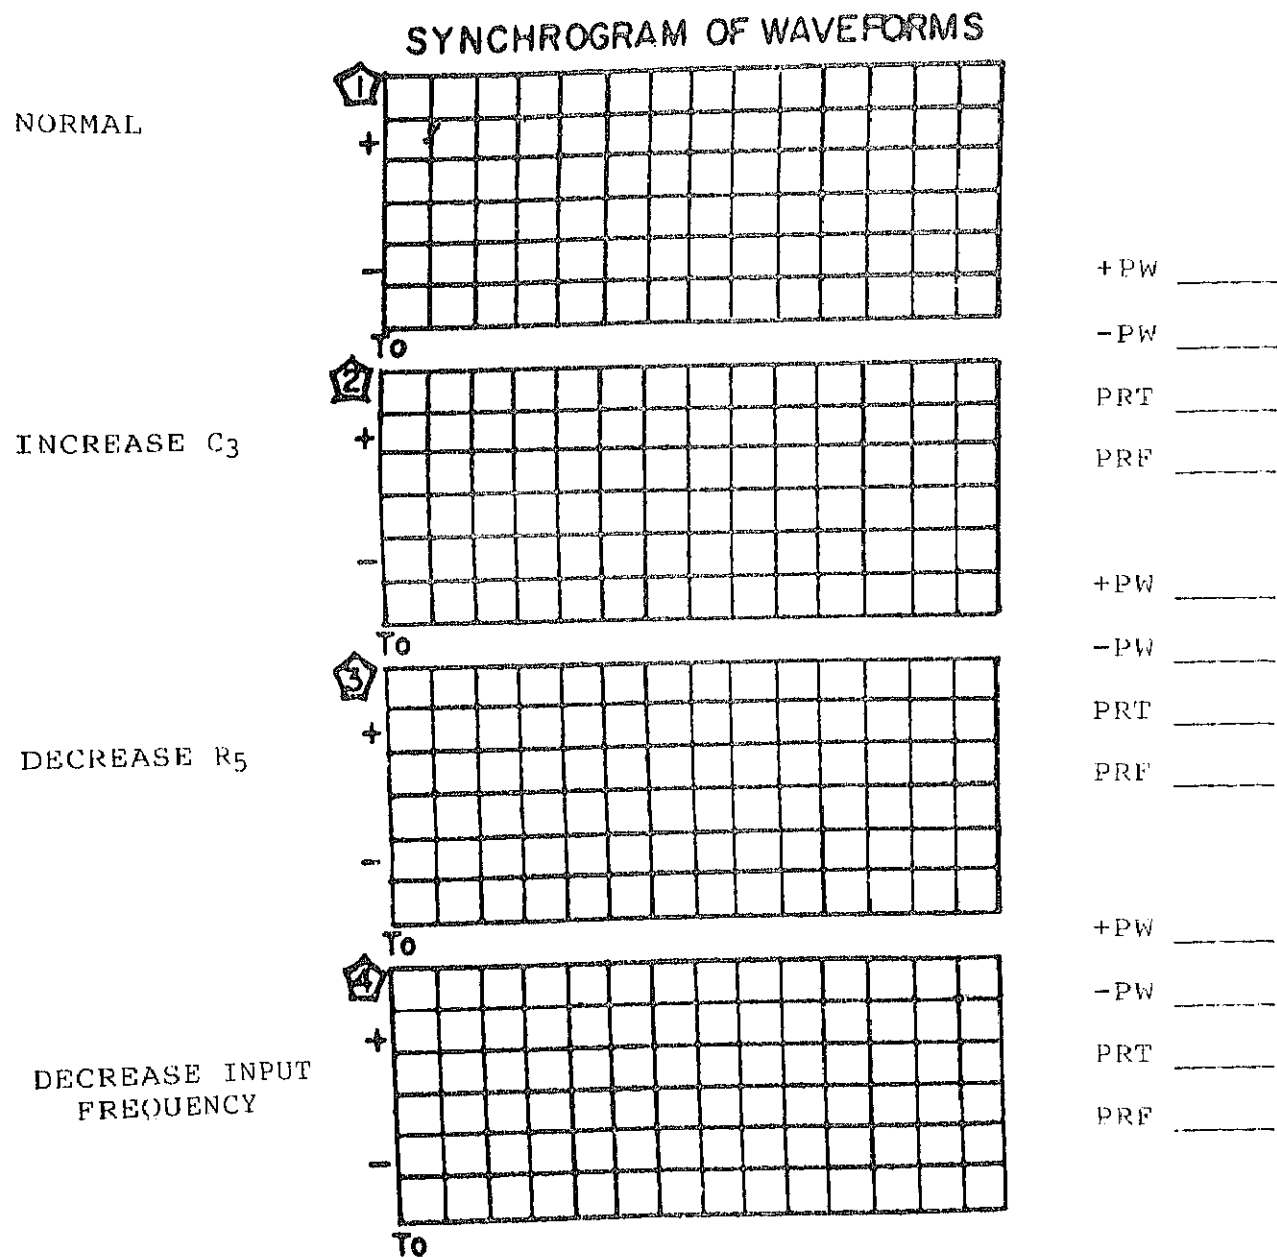 SYNCHROGRAM OF WAVEFORMS
1
NORMAL
+
-
To
+PW
-PW
PRT
PRF
2
INCREASE C3
+
-
To
+PW
-PW
PRT
PRF
3
DECREASE R5
+
-
To
+PW
-PW
PRT
PRF
4
DECREASE INPUT
FREQUENCY
+
-
To